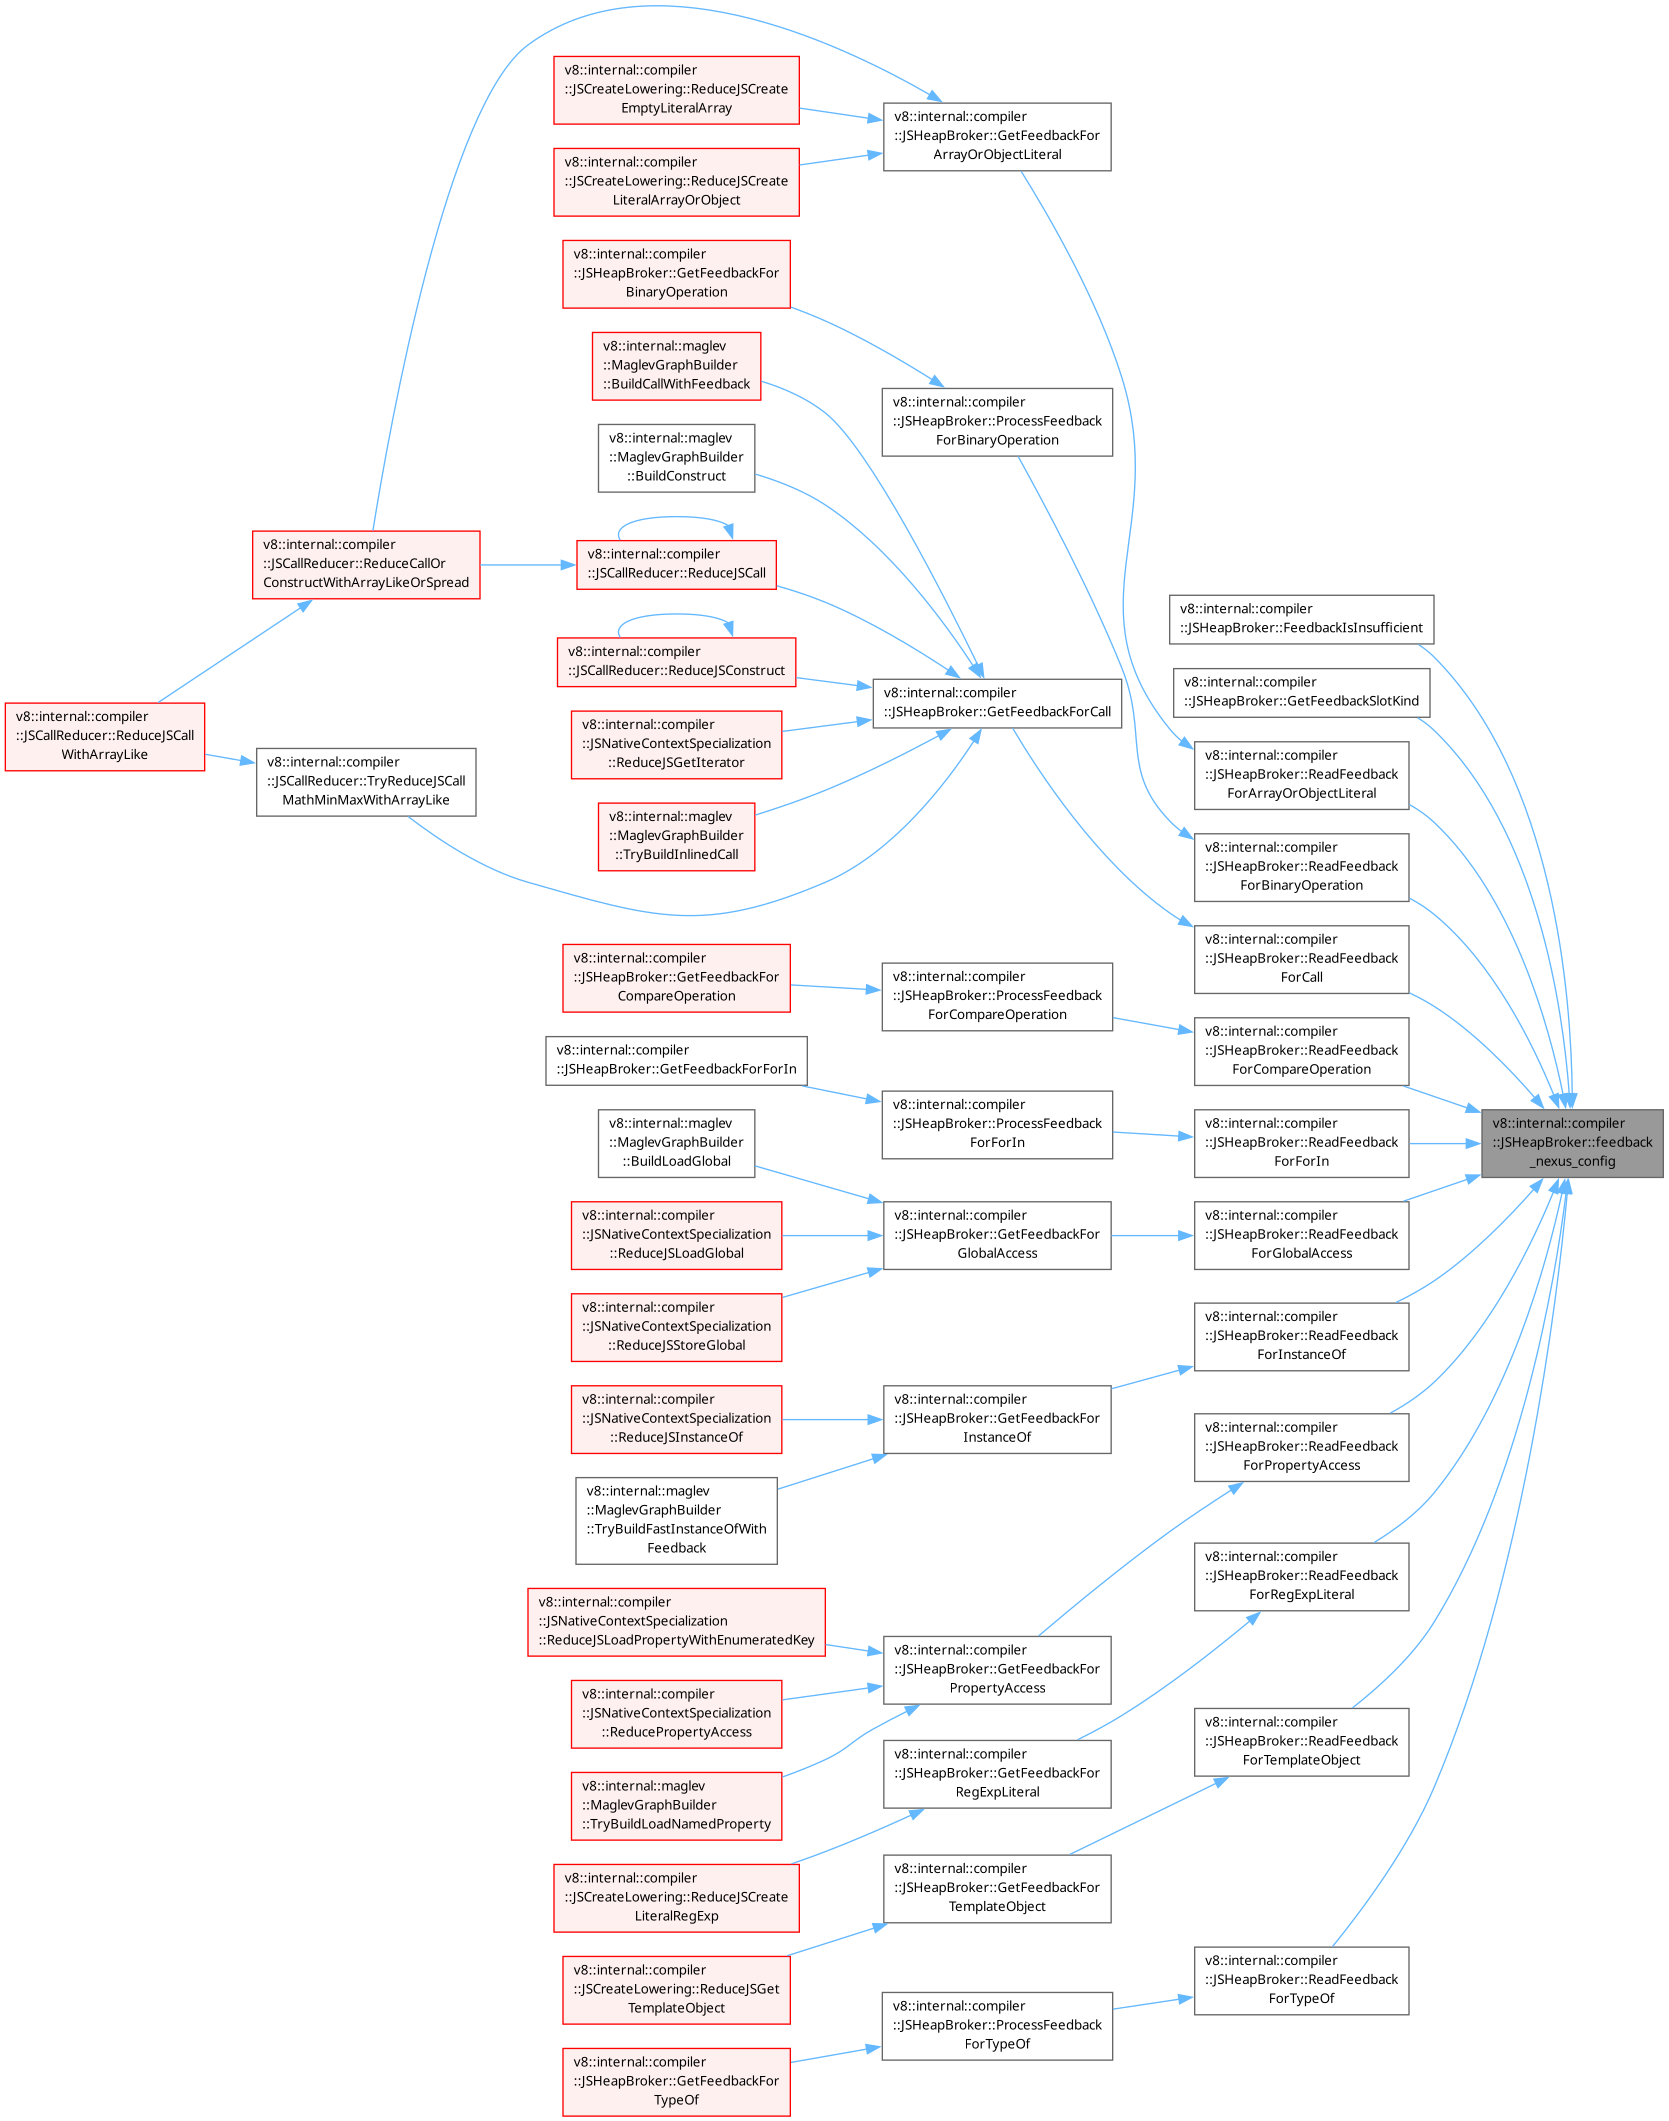 v8::internal::compiler
::JSCreateLowering::ReduceJSCreate
EmptyLiteralArray
v8::internal::compiler
::JSHeapBroker::GetFeedbackFor
ArrayOrObjectLiteral
v8::internal::compiler
::JSCreateLowering::ReduceJSCreate
LiteralArrayOrObject
v8::internal::compiler
::JSHeapBroker::GetFeedbackFor
BinaryOperation
v8::internal::maglev
::MaglevGraphBuilder
::BuildCallWithFeedback
v8::internal::compiler
::JSHeapBroker::ProcessFeedback
ForBinaryOperation
v8::internal::maglev
::MaglevGraphBuilder
::BuildConstruct
v8::internal::compiler
::JSCallReducer::ReduceCallOr
ConstructWithArrayLikeOrSpread
v8::internal::compiler
::JSCallReducer::ReduceJSCall
v8::internal::compiler
::JSHeapBroker::FeedbackIsInsufficient
v8::internal::compiler
::JSCallReducer::ReduceJSConstruct
v8::internal::compiler
::JSHeapBroker::GetFeedbackForCall
v8::internal::compiler
::JSHeapBroker::GetFeedbackSlotKind
v8::internal::compiler
::JSCallReducer::ReduceJSCall
WithArrayLike
v8::internal::compiler
::JSNativeContextSpecialization
::ReduceJSGetIterator
v8::internal::compiler
::JSCallReducer::TryReduceJSCall
MathMinMaxWithArrayLike
v8::internal::compiler
::JSHeapBroker::ReadFeedback
ForArrayOrObjectLiteral
v8::internal::maglev
::MaglevGraphBuilder
::TryBuildInlinedCall
v8::internal::compiler
::JSHeapBroker::ReadFeedback
ForBinaryOperation
v8::internal::compiler
::JSHeapBroker::ReadFeedback
ForCall
v8::internal::compiler
::JSHeapBroker::GetFeedbackFor
CompareOperation
v8::internal::compiler
::JSHeapBroker::ProcessFeedback
ForCompareOperation
v8::internal::compiler
::JSHeapBroker::ReadFeedback
ForCompareOperation
v8::internal::compiler
::JSHeapBroker::GetFeedbackForForIn
v8::internal::compiler
::JSHeapBroker::ProcessFeedback
ForForIn
v8::internal::compiler
::JSHeapBroker::ReadFeedback
ForForIn
v8::internal::compiler
::JSHeapBroker::feedback
_nexus_config
v8::internal::maglev
::MaglevGraphBuilder
::BuildLoadGlobal
v8::internal::compiler
::JSNativeContextSpecialization
::ReduceJSLoadGlobal
v8::internal::compiler
::JSHeapBroker::GetFeedbackFor
GlobalAccess
v8::internal::compiler
::JSHeapBroker::ReadFeedback
ForGlobalAccess
v8::internal::compiler
::JSNativeContextSpecialization
::ReduceJSStoreGlobal
v8::internal::compiler
::JSHeapBroker::ReadFeedback
ForInstanceOf
v8::internal::compiler
::JSNativeContextSpecialization
::ReduceJSInstanceOf
v8::internal::compiler
::JSHeapBroker::GetFeedbackFor
InstanceOf
v8::internal::compiler
::JSHeapBroker::ReadFeedback
ForPropertyAccess
v8::internal::maglev
::MaglevGraphBuilder
::TryBuildFastInstanceOfWith
Feedback
v8::internal::compiler
::JSHeapBroker::ReadFeedback
ForRegExpLiteral
v8::internal::compiler
::JSNativeContextSpecialization
::ReduceJSLoadPropertyWithEnumeratedKey
v8::internal::compiler
::JSHeapBroker::GetFeedbackFor
PropertyAccess
v8::internal::compiler
::JSNativeContextSpecialization
::ReducePropertyAccess
v8::internal::compiler
::JSHeapBroker::ReadFeedback
ForTemplateObject
v8::internal::compiler
::JSHeapBroker::GetFeedbackFor
RegExpLiteral
v8::internal::maglev
::MaglevGraphBuilder
::TryBuildLoadNamedProperty
v8::internal::compiler
::JSCreateLowering::ReduceJSCreate
LiteralRegExp
v8::internal::compiler
::JSHeapBroker::GetFeedbackFor
TemplateObject
v8::internal::compiler
::JSCreateLowering::ReduceJSGet
TemplateObject
v8::internal::compiler
::JSHeapBroker::ReadFeedback
ForTypeOf
v8::internal::compiler
::JSHeapBroker::ProcessFeedback
ForTypeOf
v8::internal::compiler
::JSHeapBroker::GetFeedbackFor
TypeOf